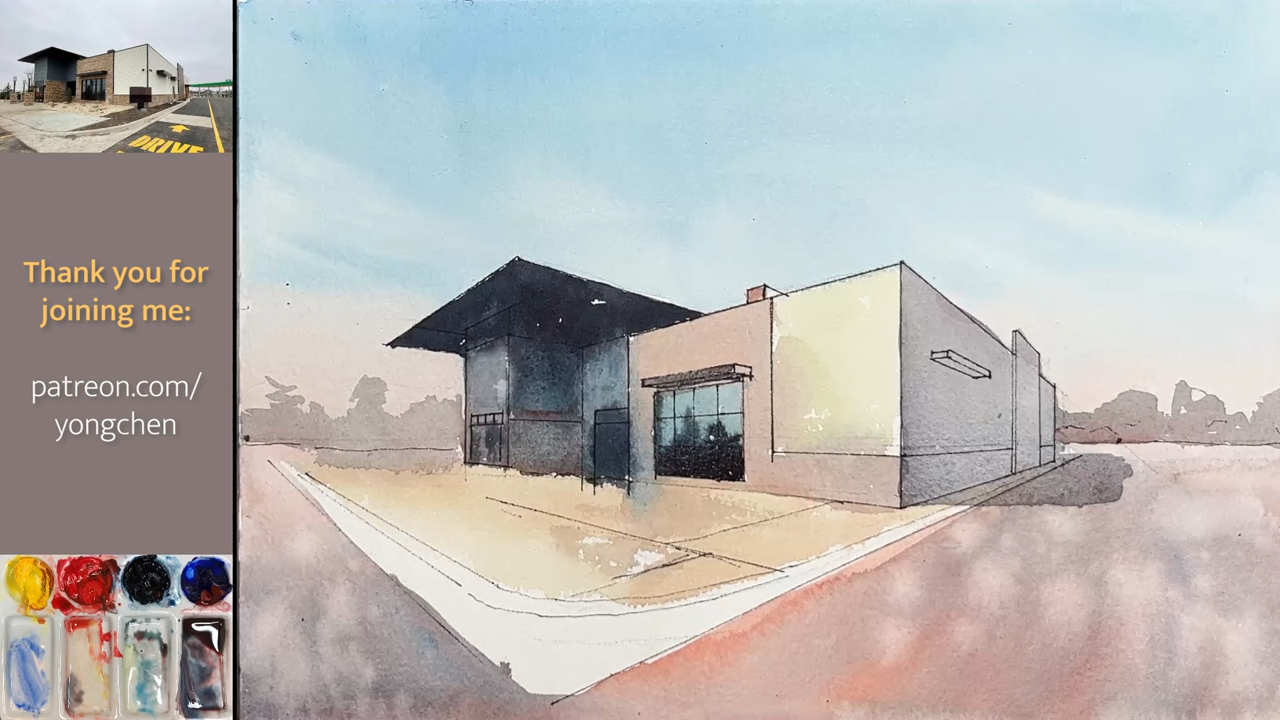 DRIVE
Thank you for
joining me:
patreon.com/
yongchen